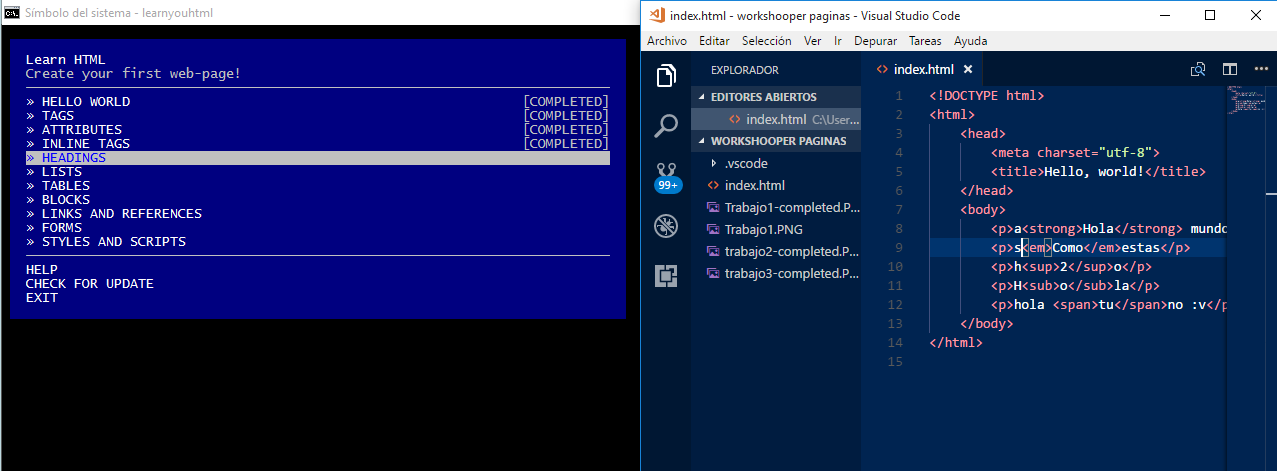 Símbolo del sistema - learnyouhtml
Learn HTML
Create your first web-page!
» HELLO WORLD [COMPLETED]
» TAGS [COMPLETED]
» ATTRIBUTES [COMPLETED]
» INLINE TAGS [COMPLETED]
» HEADINGS
» LISTS
» TABLES
» BLOCKS
» LINKS AND REFERENCES
» FORMS
» STYLES AND SCRIPTS
HELP
CHECK FOR UPDATE
EXIT
index.html - workshooper paginas - Visual Studio Code
Archivo Editar Selección Ver Ir Depurar Tareas Ayuda
EXPLORADOR
EDITORES ABIERTOS
index.html C:\User...
WORKSHOOPER PAGINAS
.vscode
index.html
Trabajo1-completed.P...
Trabajo1.PNG
trabajo2-completed.P...
trabajo3-completed.P...
99+
index.html
1 <!DOCTYPE html>
2 <html>
3 <head>
4 <meta charset="utf-8">
5 <title>Hello, world!</title>
6 </head>
7 <body>
8 <p>a<strong>Hola</strong> mundo
9 <p>s<em>Como</em>estas</p>
10 <p>h<sup>2</sup>o</p>
11 <p>H<sub>o</sub>la</p>
12 <p>hola <span>tu</span>no :v</p
13 </body>
14 </html>
15